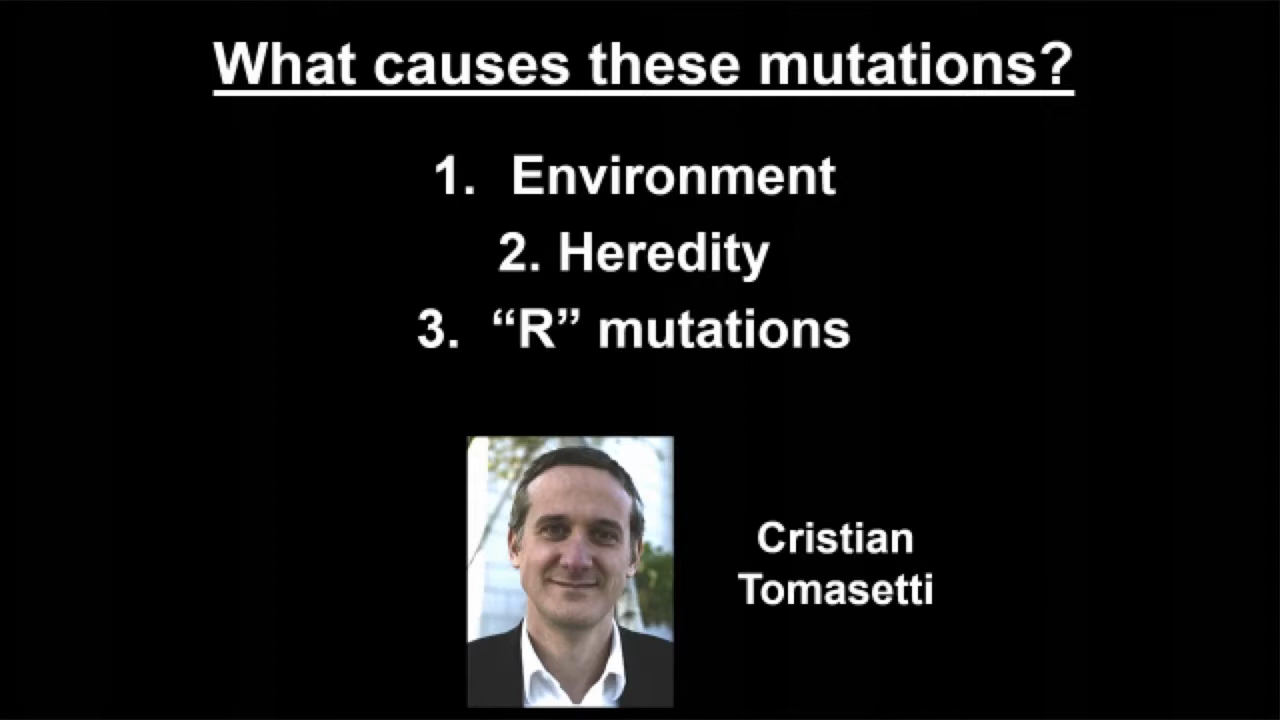 What causes these mutations?
1. Environment
2. Heredity
3. “R” mutations
Cristian
Tomasetti